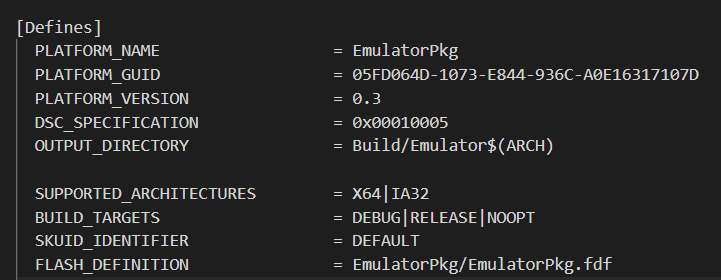 [Defines]
PLATFORM_NAME = EmulatorPkg
PLATFORM_GUID = 05FD064D-1073-E844-936C-A0E16317107D
PLATFORM_VERSION = 0.3
DSC_SPECIFICATION = 0x00010005
OUTPUT_DIRECTORY = Build/Emulator$(ARCH)
SUPPORTED_ARCHITECTURES = X64|IA32
BUILD_TARGETS = DEBUG|RELEASE|NOOPT
SKUID_IDENTIFIER = DEFAULT
FLASH_DEFINITION = EmulatorPkg/EmulatorPkg.fdf